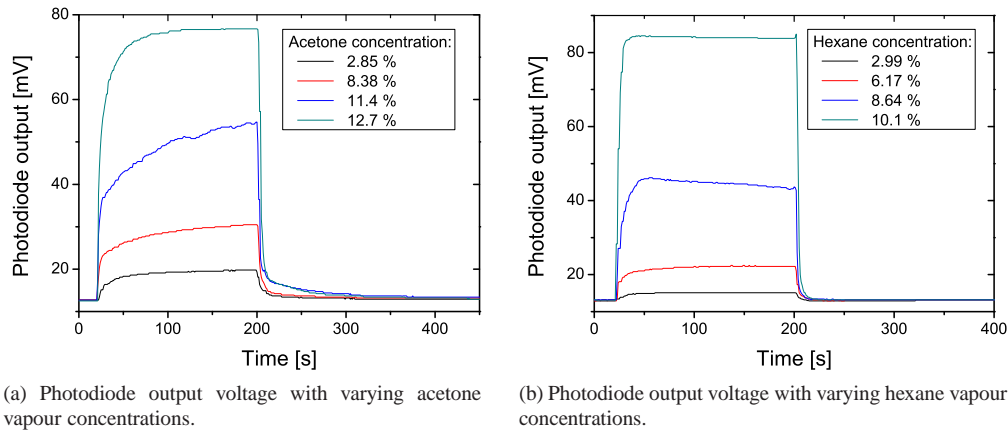 80
60
40
20
0
100
200
300
400
Photodiode output [mV]
Time [s]
Acetone concentration:
2.85 %
8.38 %
11.4 %
12.7 %
80
60
40
20
0
100
200
300
400
Photodiode output [mV]
Time [s]
Hexane concentration:
2.99 %
6.17 %
8.64 %
10.1 %
(a) Photodiode output voltage with varying acetone
vapour concentrations.
(b) Photodiode output voltage with varying hexane vapour
concentrations.